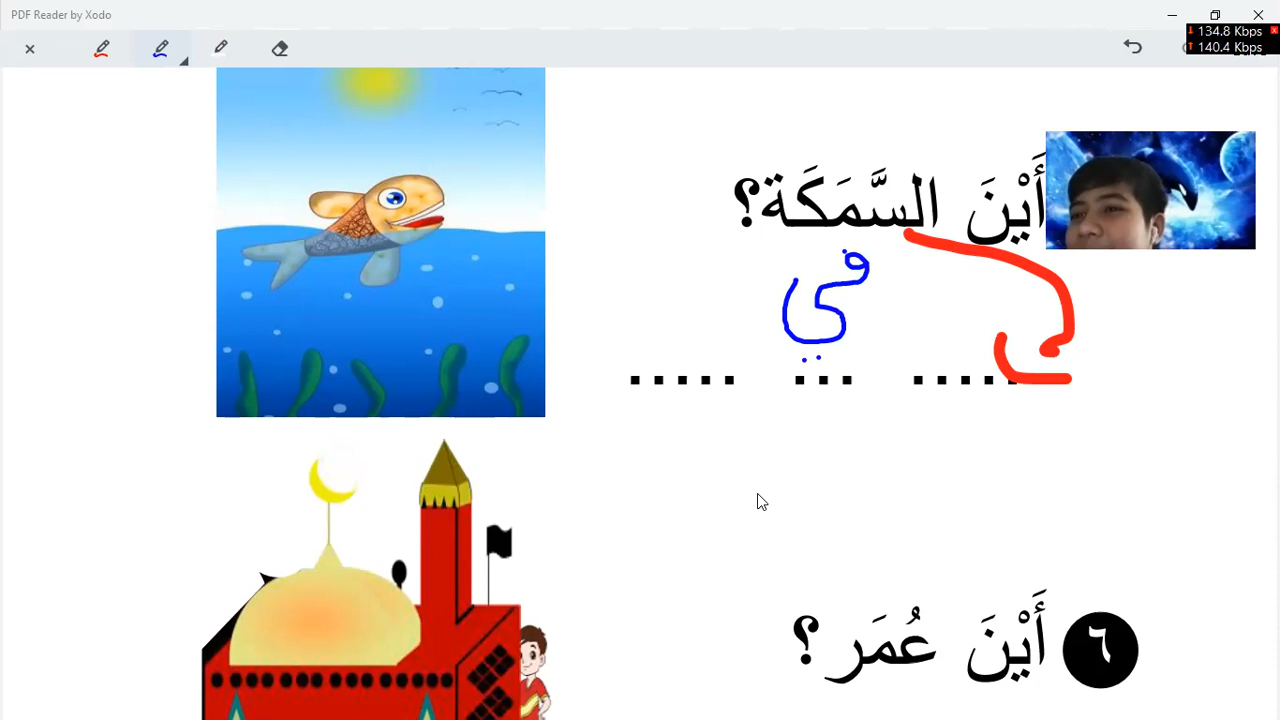 PDF Reader by Xodo
134.8 Kbps
140.4 Kbps
أَيْنَ السَّمَكَة؟
في
..... ... .....
٦ أَيْنَ عُمَر ؟